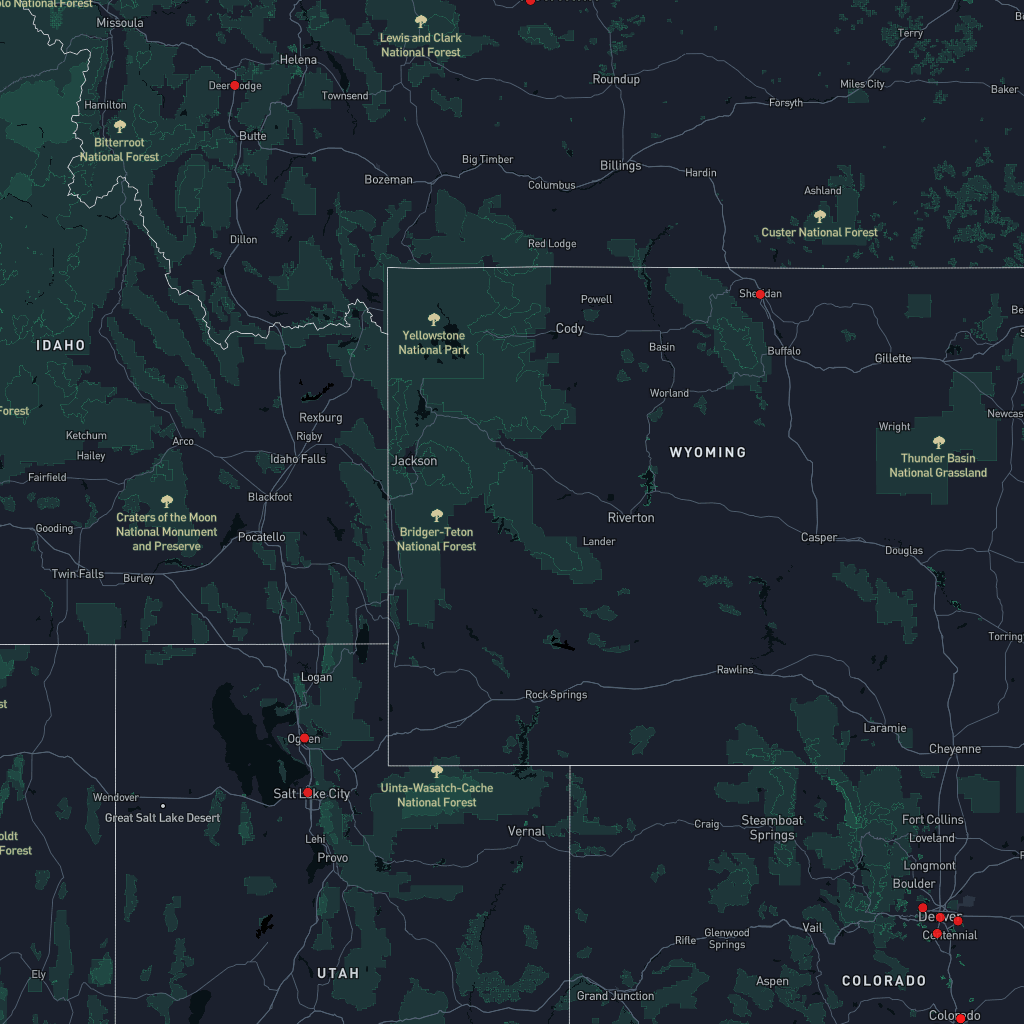 Missoula
Lewis and Clark
National Forest
Terry
Helena
Deer Lodge
Townsend
Roundup
Miles City
Baker
Hamilton
Forsyth
Bitterroot
National Forest
Butte
Big Timber
Billings
Bozeman
Columbus
Hardin
Ashland
Custer National Forest
Dillon
Red Lodge
Sheridan
Powell
Yellowstone
National Park
Cody
IDAHO
Basin
Buffalo
Gillette
Worland
Forest
Rexburg
Newcas
Ketchum
Arco
Rigby
Wright
Hailey
Idaho Falls
Jackson
WYOMING
Thunder Basin
National Grassland
Fairfield
Blackfoot
Craters of the Moon
National Monument
and Preserve
Riverton
Gooding
Pocatello
Bridger-Teton
National Forest
Lander
Casper
Douglas
Twin Falls
Burley
Torring
Logan
Rawlins
Rock Springs
Laramie
Ogden
Cheyenne
Uinta-Wasatch-Cache
National Forest
Salt Lake City
Wendover
Great Salt Lake Desert
Lehi
Provo
Vernal
Craig
Steamboat
Springs
Fort Collins
Loveland
oldt
Forest
Longmont
Boulder
Denver
Centennial
Vail
Glenwood
Springs
Rifle
Ely
UTAH
Aspen
COLORADO
Grand Junction
Colorado